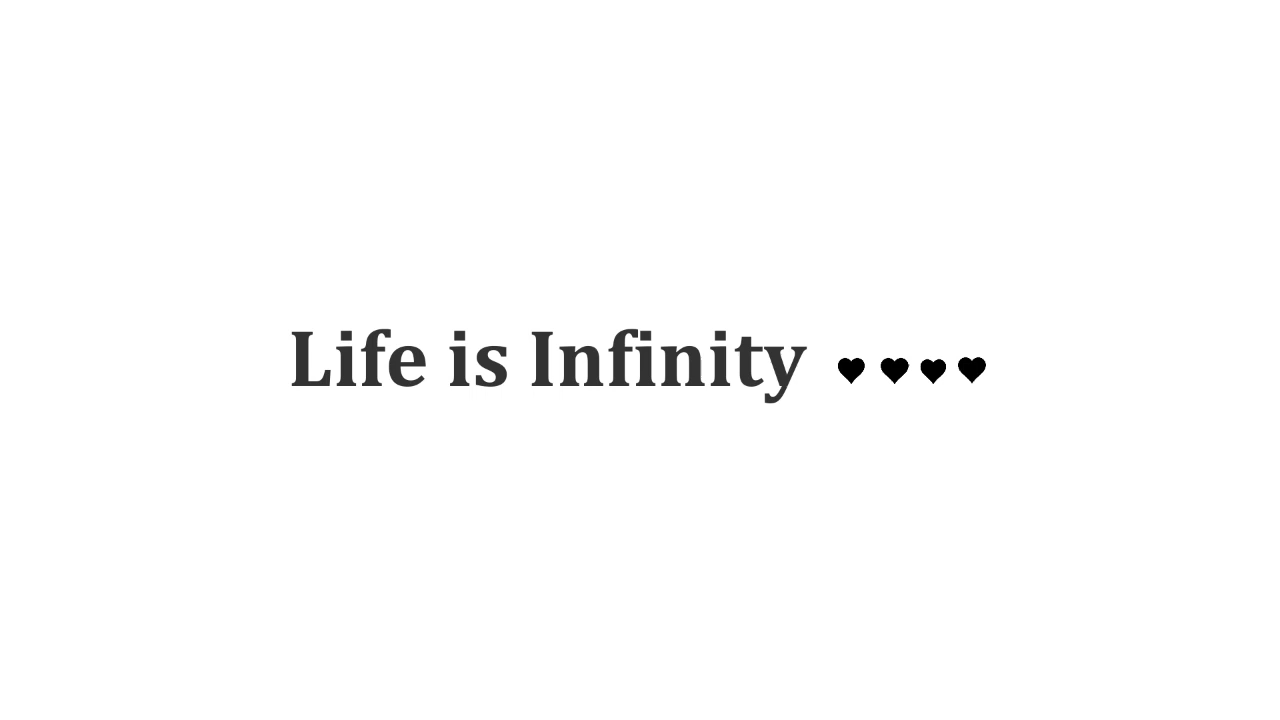 Life is Infinity ♥ ♥ ♥ ♥